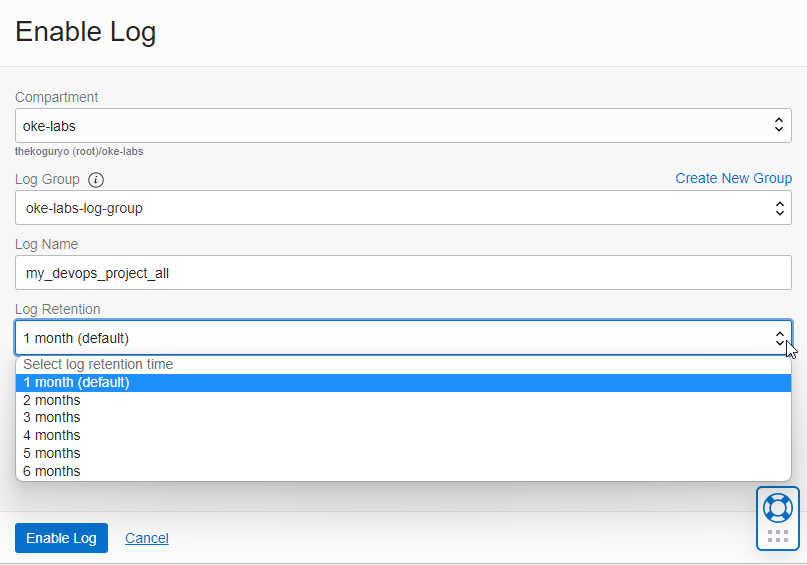 Enable Log
Compartment
oke-labs
thekoguryo (root)/oke-labs
Log Group
Create New Group
oke-labs-log-group
Log Name
my_devops_project_all
Log Retention
1 month (default)
Select log retention time
1 month (default)
2 months
3 months
4 months
5 months
6 months
Enable Log Cancel